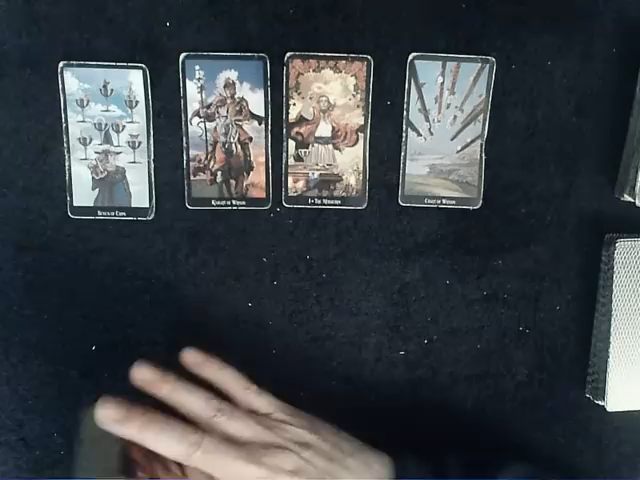 Seven of Cups
Knight of Wands
I • The Magician
Eight of Wands